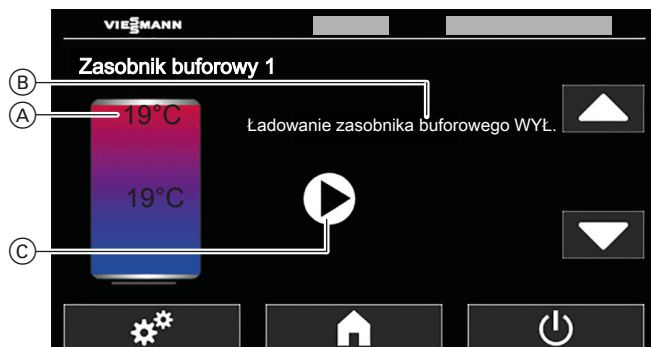 VIESMANN
Zasobnik buforowy 1
B
A
19°C
Ładowanie zasobnika buforowego WYŁ.
19°C
C